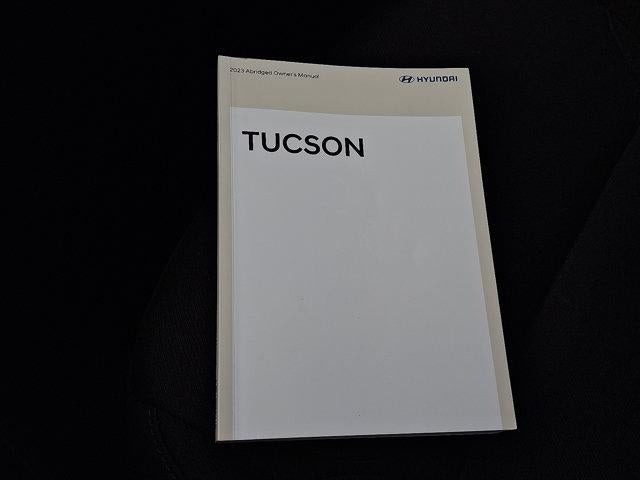 2023 Abridged Owner's Manual
HYUNDAI
TUCSON